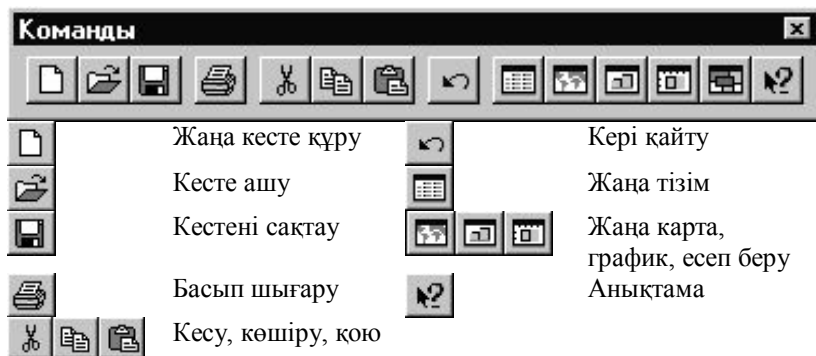 Команды
Жаңа кесте құру
Кері қайту
Кесте ашу
Жаңа тізім
Кестені сақтау
Жаңа карта,
график, есеп беру
Басып шығару
Анықтама
Кесу, көшіру, қою